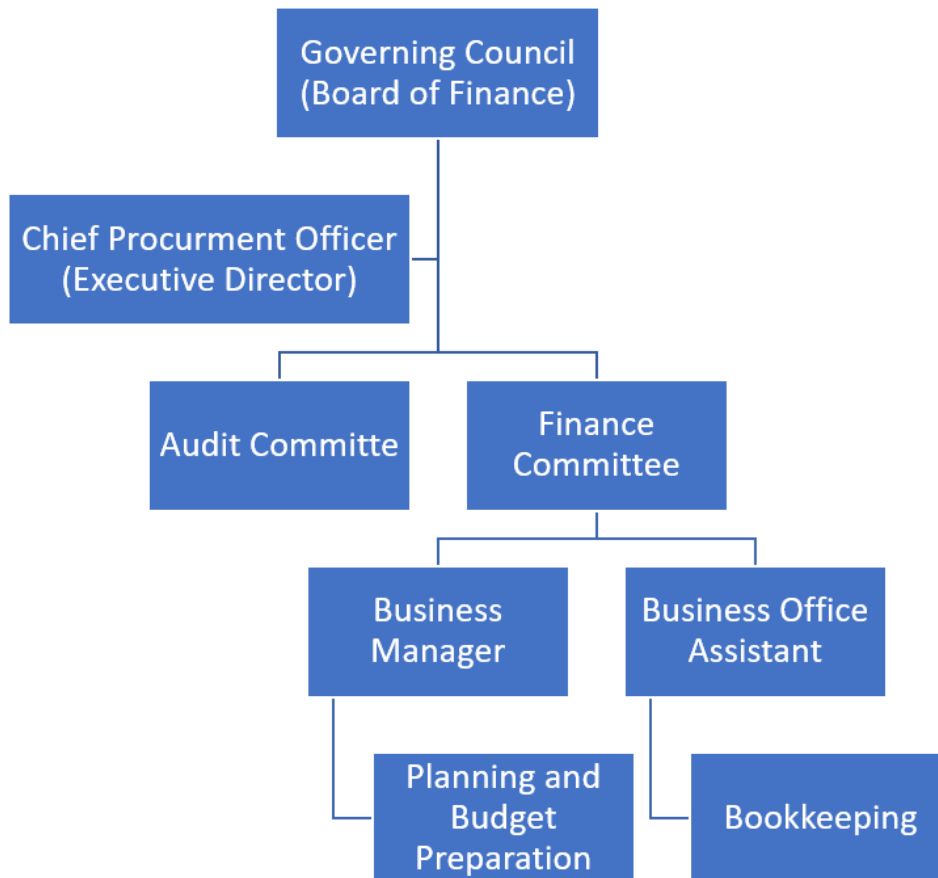 Governing Council
(Board of Finance)
Chief Procurment Officer
(Executive Director)
Audit Committe
Finance
Committee
Business
Manager
Business Office
Assistant
Planning and
Budget
Preparation
Bookkeeping